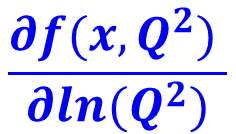 ∂f(x, Q²)
∂ln(Q²)